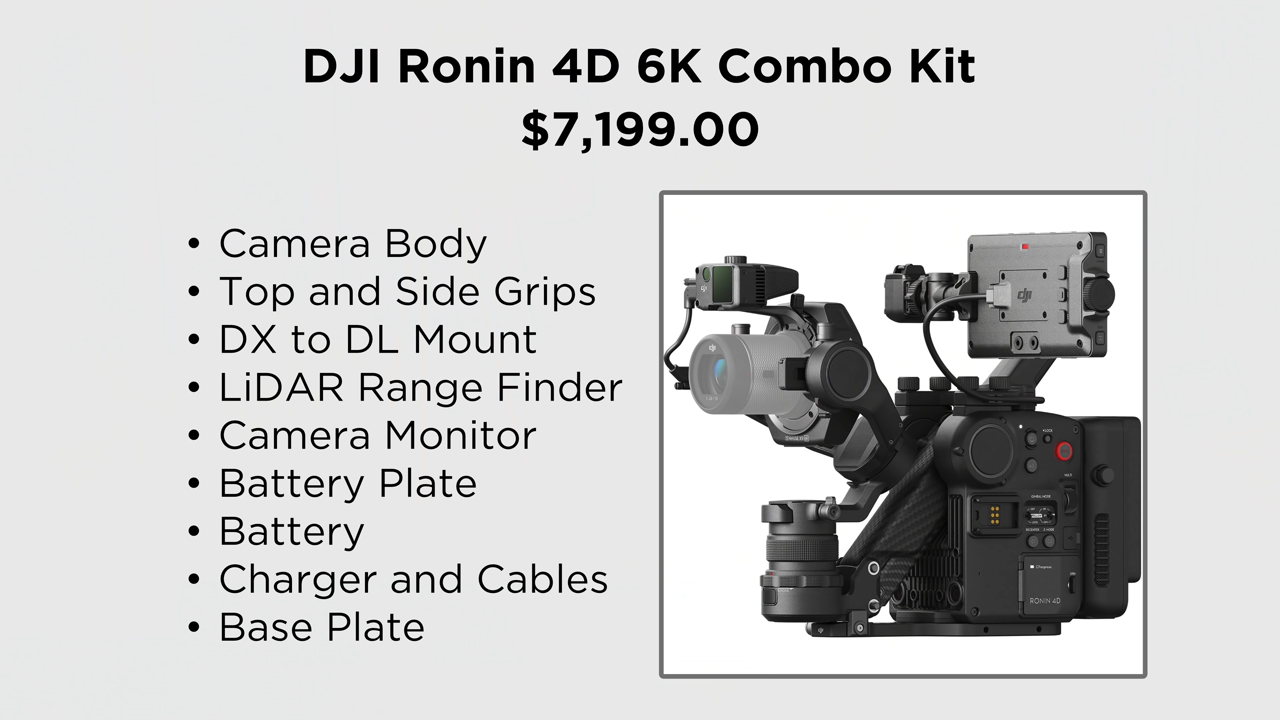 DJI Ronin 4D 6K Combo Kit
$7,199.00
• Camera Body
• Top and Side Grips
• DX to DL Mount
• LiDAR Range Finder
• Camera Monitor
• Battery Plate
• Battery
• Charger and Cables
• Base Plate
dji
RONIN 4D